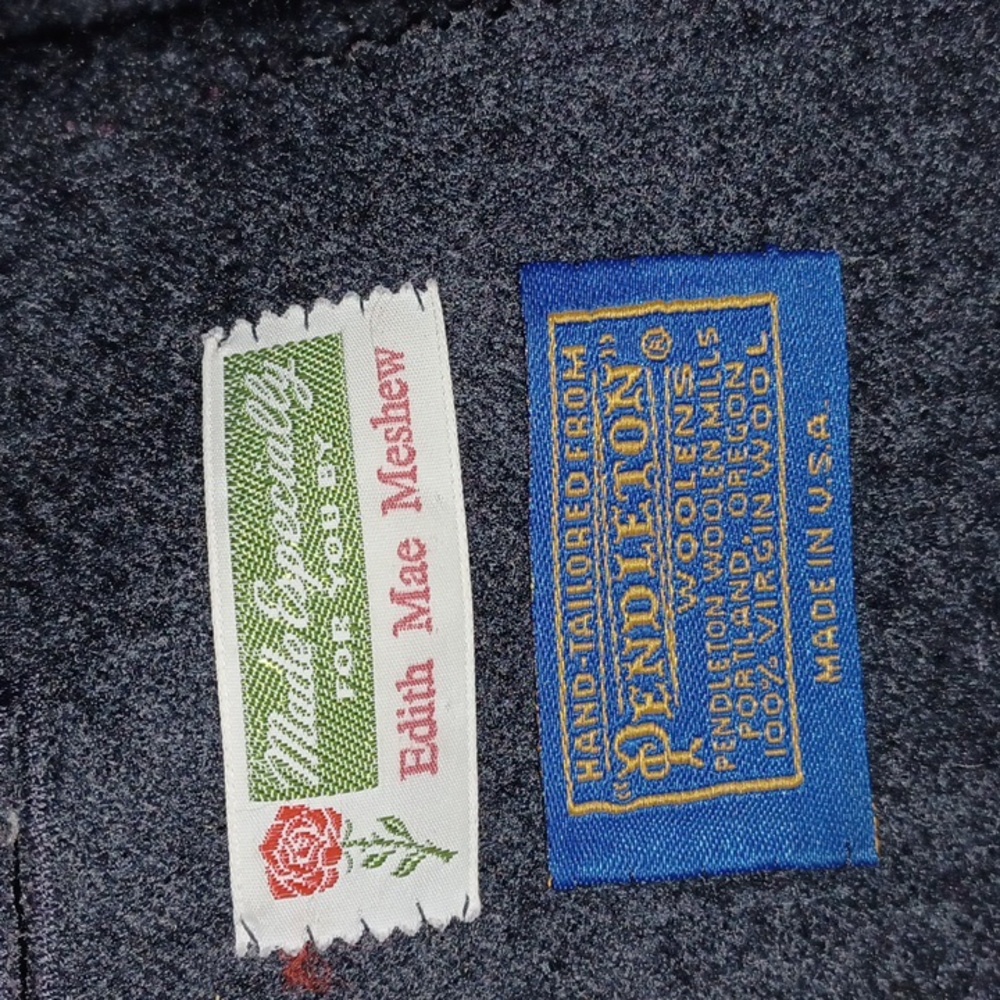 Made Especially
FOR YOU BY
Edith Mae Meshew
HAND-TAILORED FROM
"PENDLETON"®
WOOLENS
PENDLETON WOOLEN MILLS
PORTLAND, OREGON
100% VIRGIN WOOL
MADE IN U.S.A